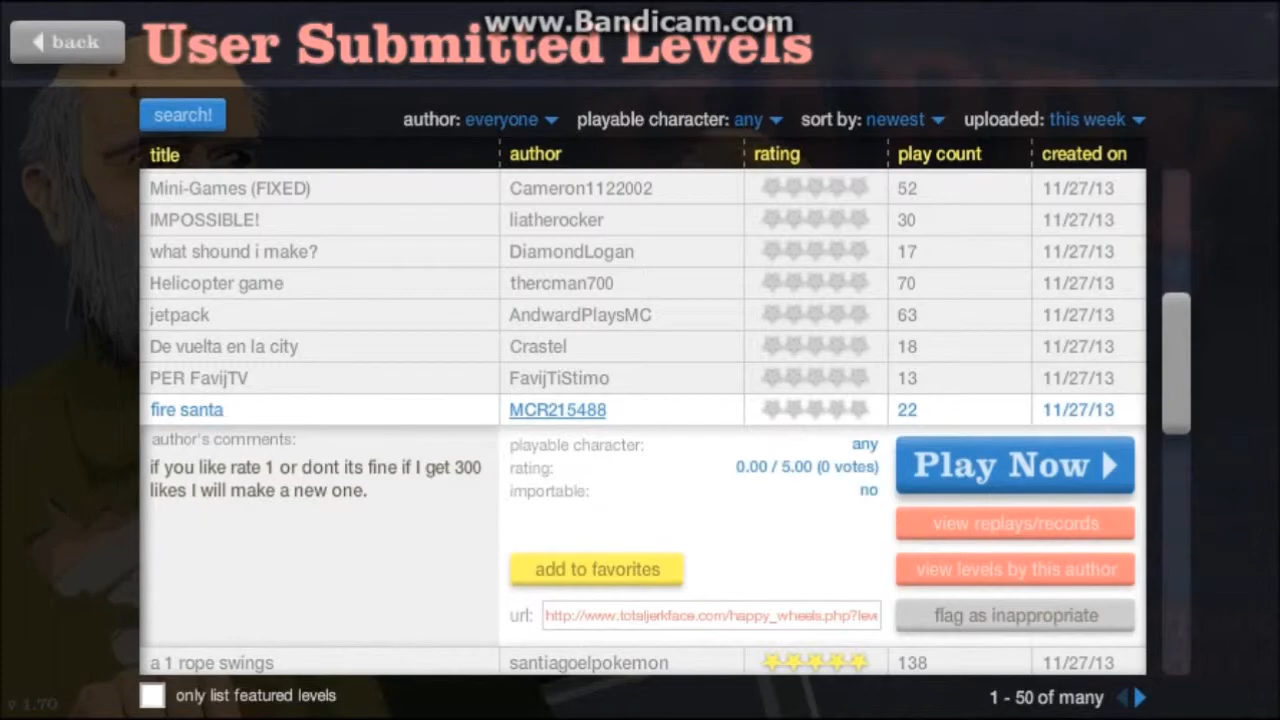 www.Bandicam.com
back
User Submitted Levels
search!
author: everyone playable character: any sort by: newest uploaded: this week
title author rating play count created on
Mini-Games (FIXED) Cameron1122002 52 11/27/13
IMPOSSIBLE! liatherocker 30 11/27/13
what shound i make? DiamondLogan 17 11/27/13
Helicopter game thercman700 70 11/27/13
jetpack AndwardPlaysMC 63 11/27/13
De vuelta en la city Crastel 18 11/27/13
PER FavijTV FavijTiStimo 13 11/27/13
fire santa MCR215488 22 11/27/13
author's comments:
if you like rate 1 or dont its fine if I get 300
likes I will make a new one.
playable character: any
rating: 0.00 / 5.00 (0 votes)
importable: no
add to favorites
url: http://www.totaljerkface.com/happy_wheels.php?leve
Play Now
view replays/records
view levels by this author
flag as inappropriate
a 1 rope swings santiagoelpokemon 138 11/27/13
only list featured levels
1 - 50 of many
v 1.70